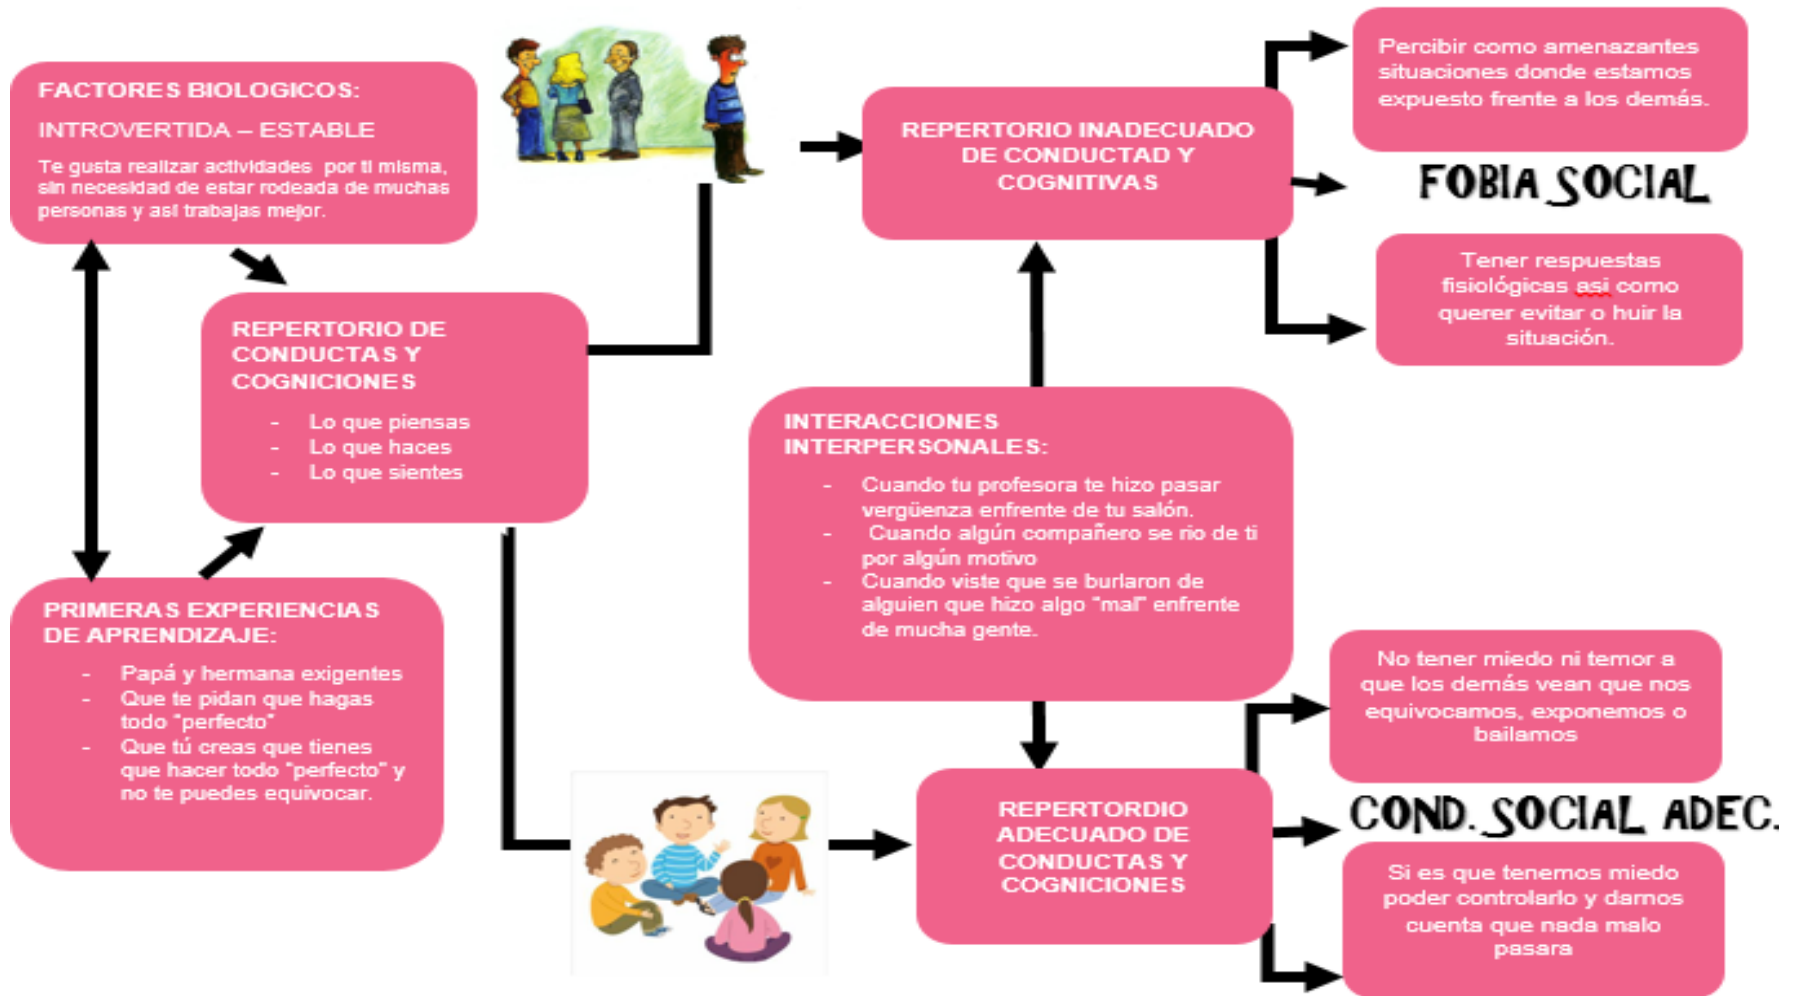 FACTORES BIOLOGICOS:
INTROVERTIDA – ESTABLE
Te gusta realizar actividades por ti misma,
sin necesidad de estar rodeada de muchas
personas y así trabajas mejor.
REPERTORIO DE
CONDUCTAS Y
COGNICIONES
- Lo que piensas
- Lo que haces
- Lo que sientes
PRIMERAS EXPERIENCIAS
DE APRENDIZAJE:
- Papá y hermana exigentes
- Que te pidan que hagas
todo “perfecto”
- Que tú creas que tienes
que hacer todo “perfecto” y
no te puedes equivocar.
REPERTORIO INADECUADO
DE CONDUCTAD Y
COGNITIVAS
Percibir como amenazantes
situaciones donde estamos
expuesto frente a los demás.
FOBIA SOCIAL
Tener respuestas
fisiológicas asi como
querer evitar o huir la
situación.
INTERACCIONES
INTERPERSONALES:
- Cuando tu profesora te hizo pasar
vergüenza enfrente de tu salón.
- Cuando algún compañero se rio de ti
por algún motivo
- Cuando viste que se burlaron de
alguien que hizo algo “mal” enfrente
de mucha gente.
REPERTORDIO
ADECUADO DE
CONDUCTAS Y
COGNICIONES
No tener miedo ni temor a
que los demás vean que nos
equivocamos, exponemos o
bailamos
COND. SOCIAL ADEC.
Si es que tenemos miedo
poder controlarlo y darnos
cuenta que nada malo
pasara